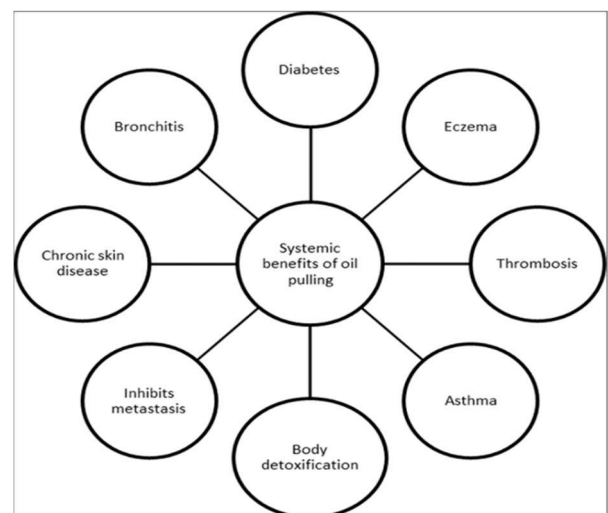 Diabetes
Bronchitis
Eczema
Systemic
benefits of oil
pulling
Chronic skin
disease
Thrombosis
Inhibits
metastasis
Asthma
Body
detoxification